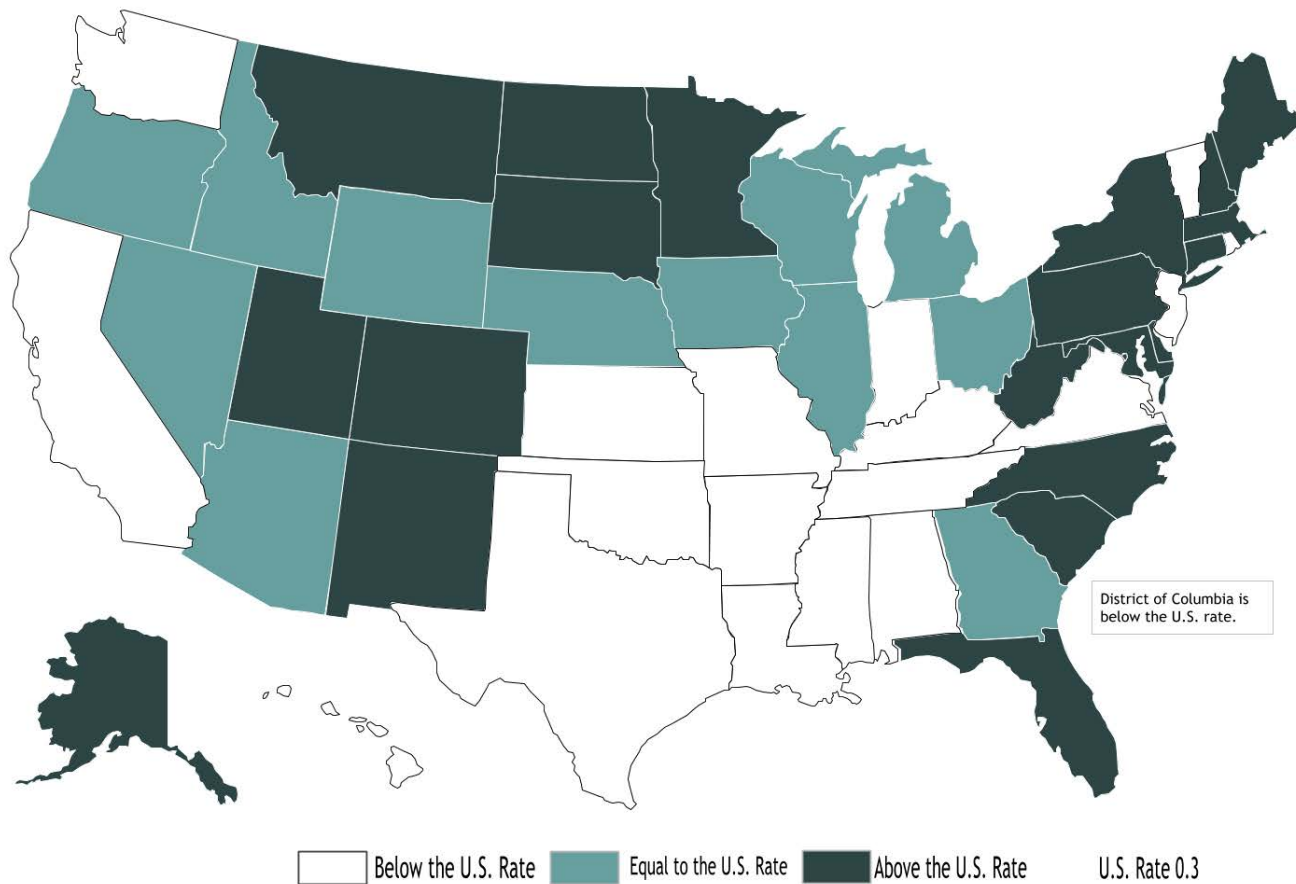 District of Columbia is
below the U.S. rate.
Below the U.S. Rate
Equal to the U.S. Rate
Above the U.S. Rate
U.S. Rate 0.3